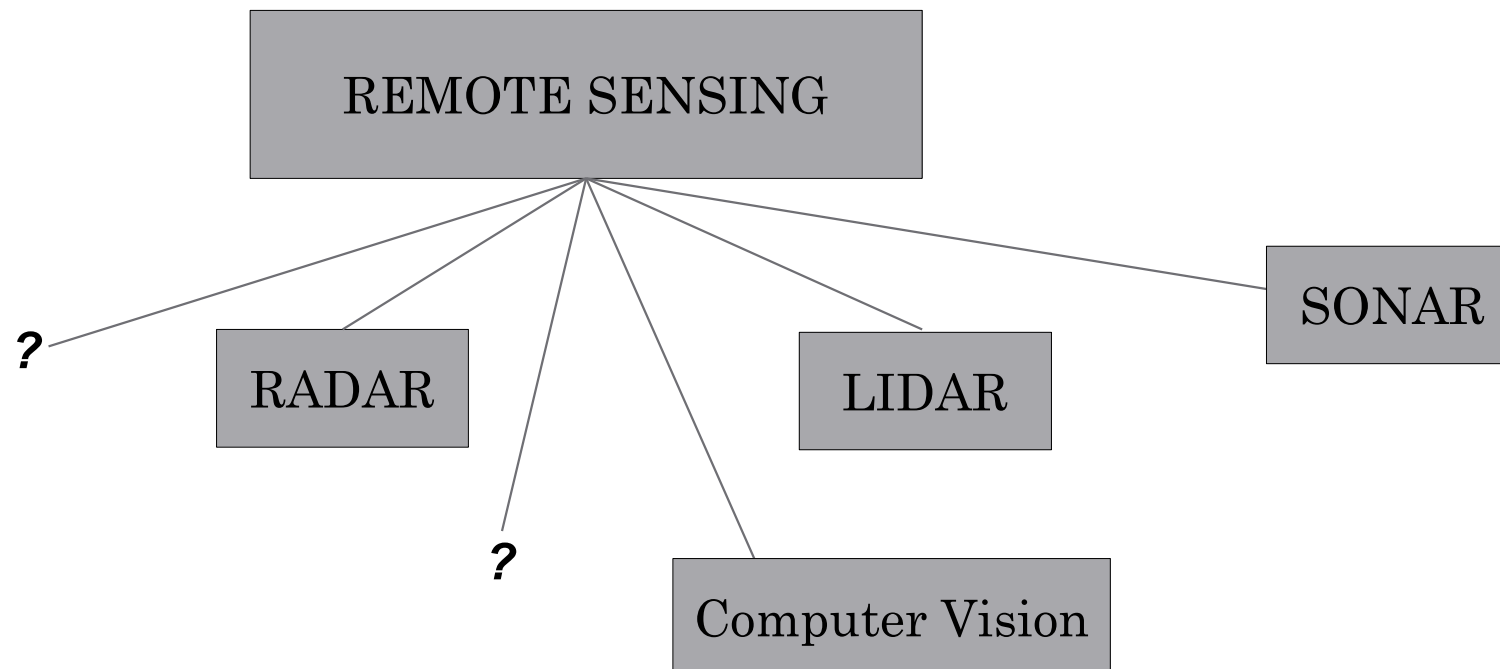 REMOTE SENSING
SONAR
?
RADAR
LIDAR
?
Computer Vision